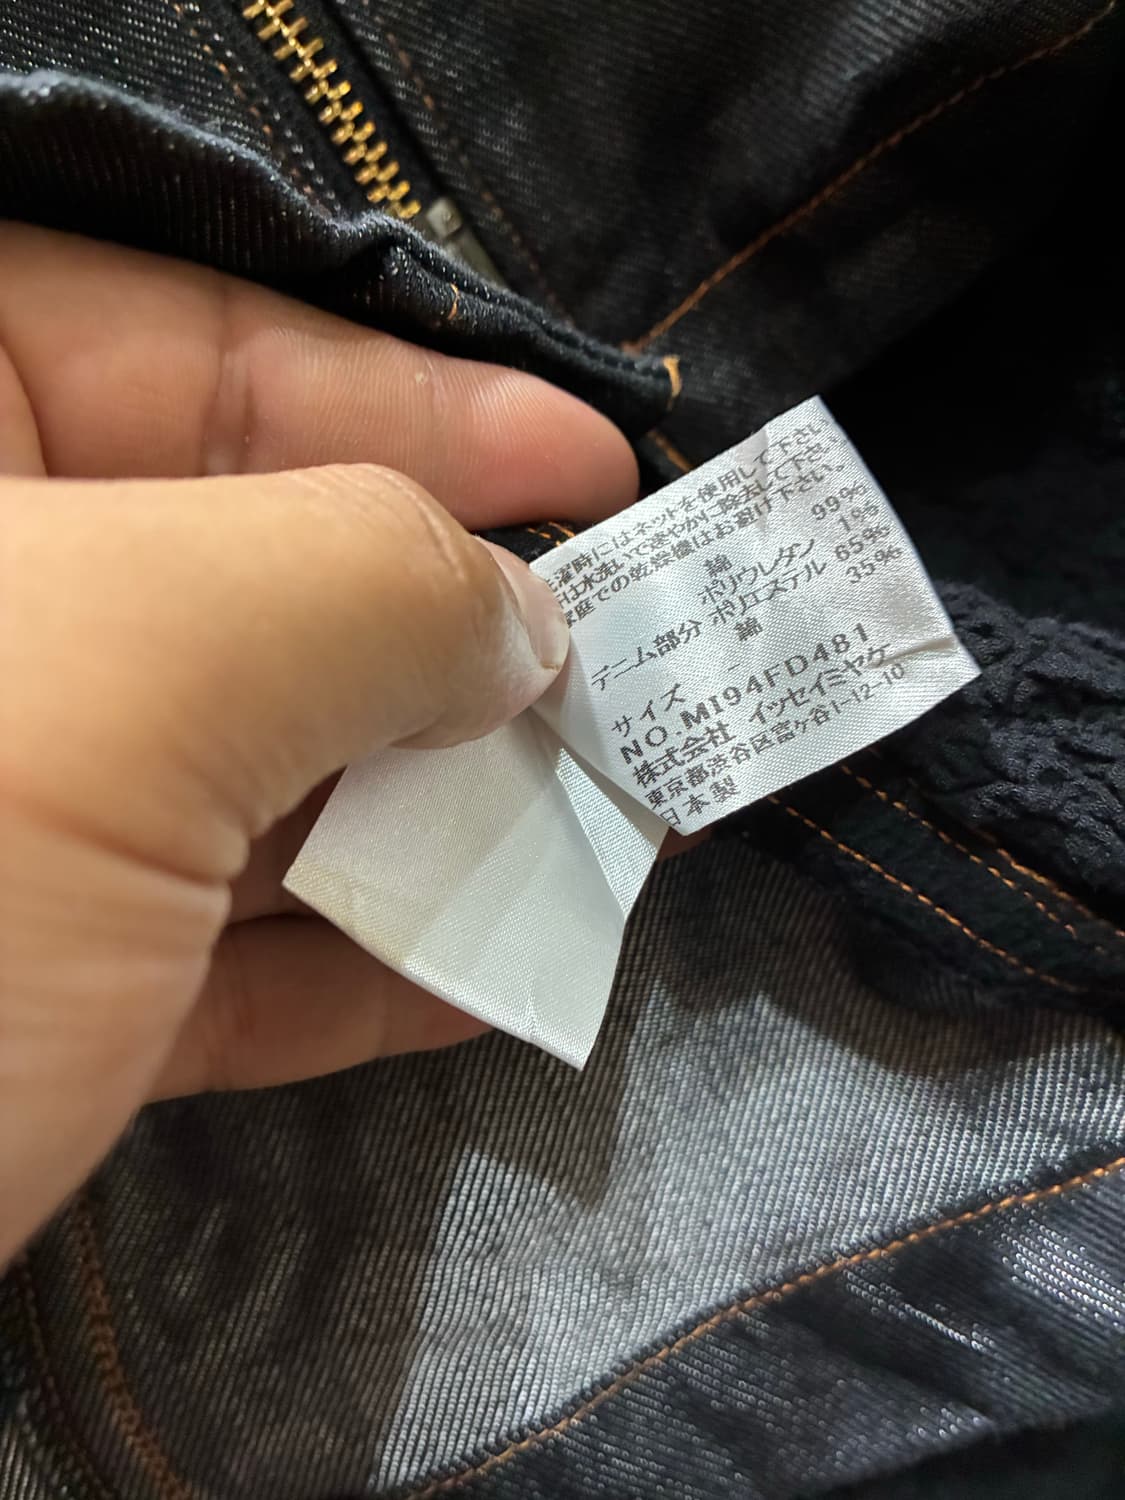 洗濯時にはネットを使用して下さい
は水洗いで速やかに除去して下さ
家庭での乾燥機はお避け下さい。
綿 99%
ポリウレタン 1%
デニム部分 ポリエステル 65%
綿 35%
サイズ -
NO.MI94FD481
株式会社 イッセイミヤケ
東京都渋谷区富ヶ谷1-12-10
日本製